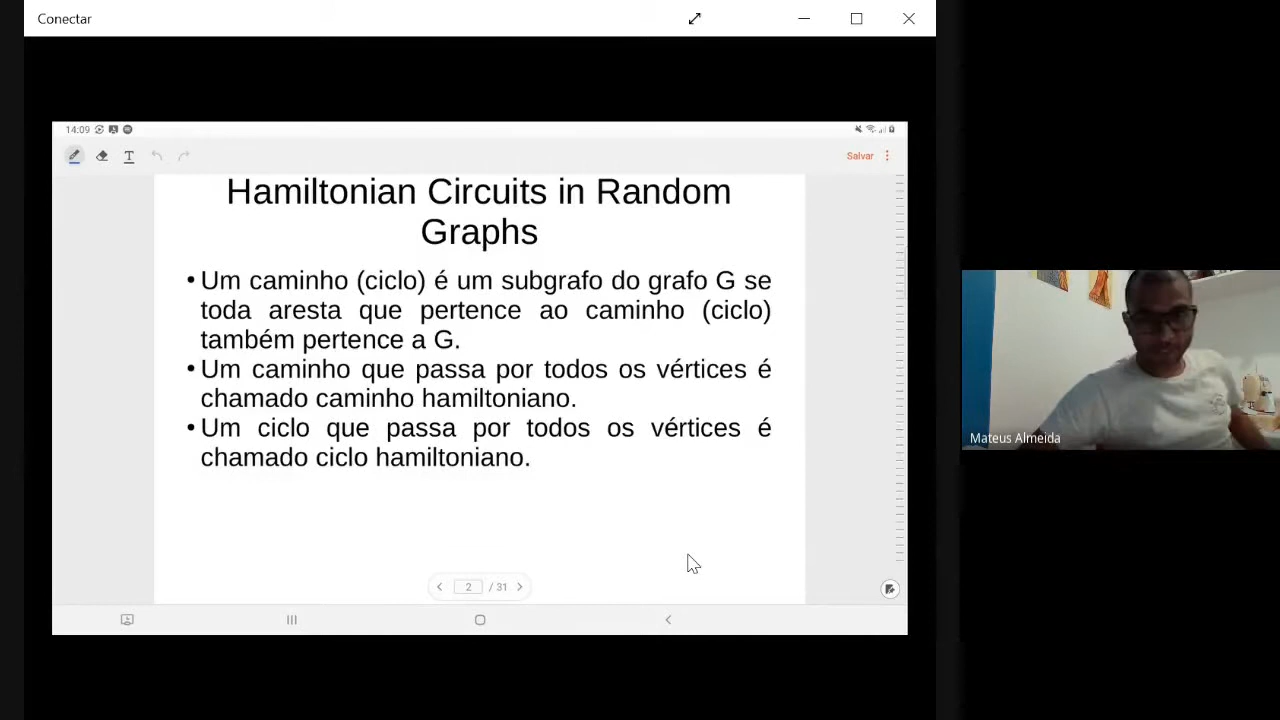 Conectar
14:09
Salvar
Hamiltonian Circuits in Random
Graphs
• Um caminho (ciclo) é um subgrafo do grafo G se
toda aresta que pertence ao caminho (ciclo)
também pertence a G.
• Um caminho que passa por todos os vértices é
chamado caminho hamiltoniano.
• Um ciclo que passa por todos os vértices é
chamado ciclo hamiltoniano.
2 / 31
Mateus Almeida